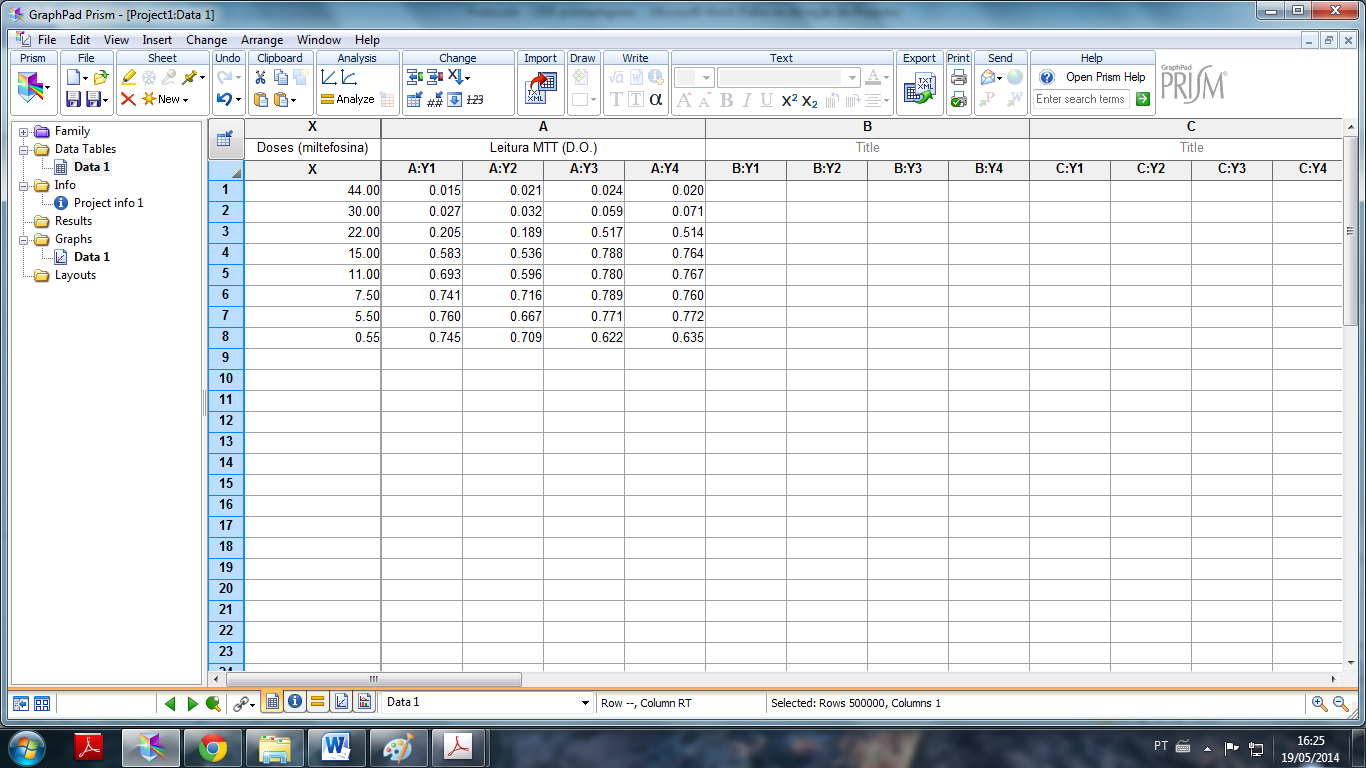 GraphPad Prism - [Project1:Data 1]
File Edit View Insert Change Arrange Window Help
Prism File Sheet Undo Clipboard Analysis Change Import Draw Write Text Export Print Send Help
New
Analyze
123
TXT
XML
α
A A B I U X² X₂
A
TXT
XML
Open Prism Help
Enter search terms
GraphPad
PRISM
Family
Data Tables
Data 1
Info
Project info 1
Results
Graphs
Data 1
Layouts
X A B C
Doses (miltefosina) Leitura MTT (D.O.) Title Title
X A:Y1 A:Y2 A:Y3 A:Y4 B:Y1 B:Y2 B:Y3 B:Y4 C:Y1 C:Y2 C:Y3 C:Y4
1 44.00 0.015 0.021 0.024 0.020
2 30.00 0.027 0.032 0.059 0.071
3 22.00 0.205 0.189 0.517 0.514
4 15.00 0.583 0.536 0.788 0.764
5 11.00 0.693 0.596 0.780 0.767
6 7.50 0.741 0.716 0.789 0.760
7 5.50 0.760 0.667 0.771 0.772
8 0.55 0.745 0.709 0.622 0.635
9
10
11
12
13
14
15
16
17
18
19
20
21
22
23
24
Data 1 Row --, Column RT Selected: Rows 500000, Columns 1
PT
16:25
19/05/2014